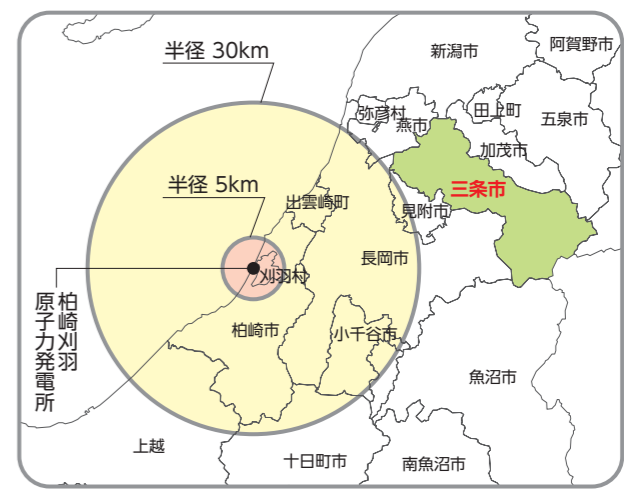 半径 30km
新潟市
阿賀野市
弥彦村
燕市
田上町
五泉市
加茂市
半径 5km
三条市
出雲崎町
見附市
長岡市
刈羽村
柏崎刈羽
原子力発電所
柏崎市
小千谷市
魚沼市
上越
十日町市
南魚沼市